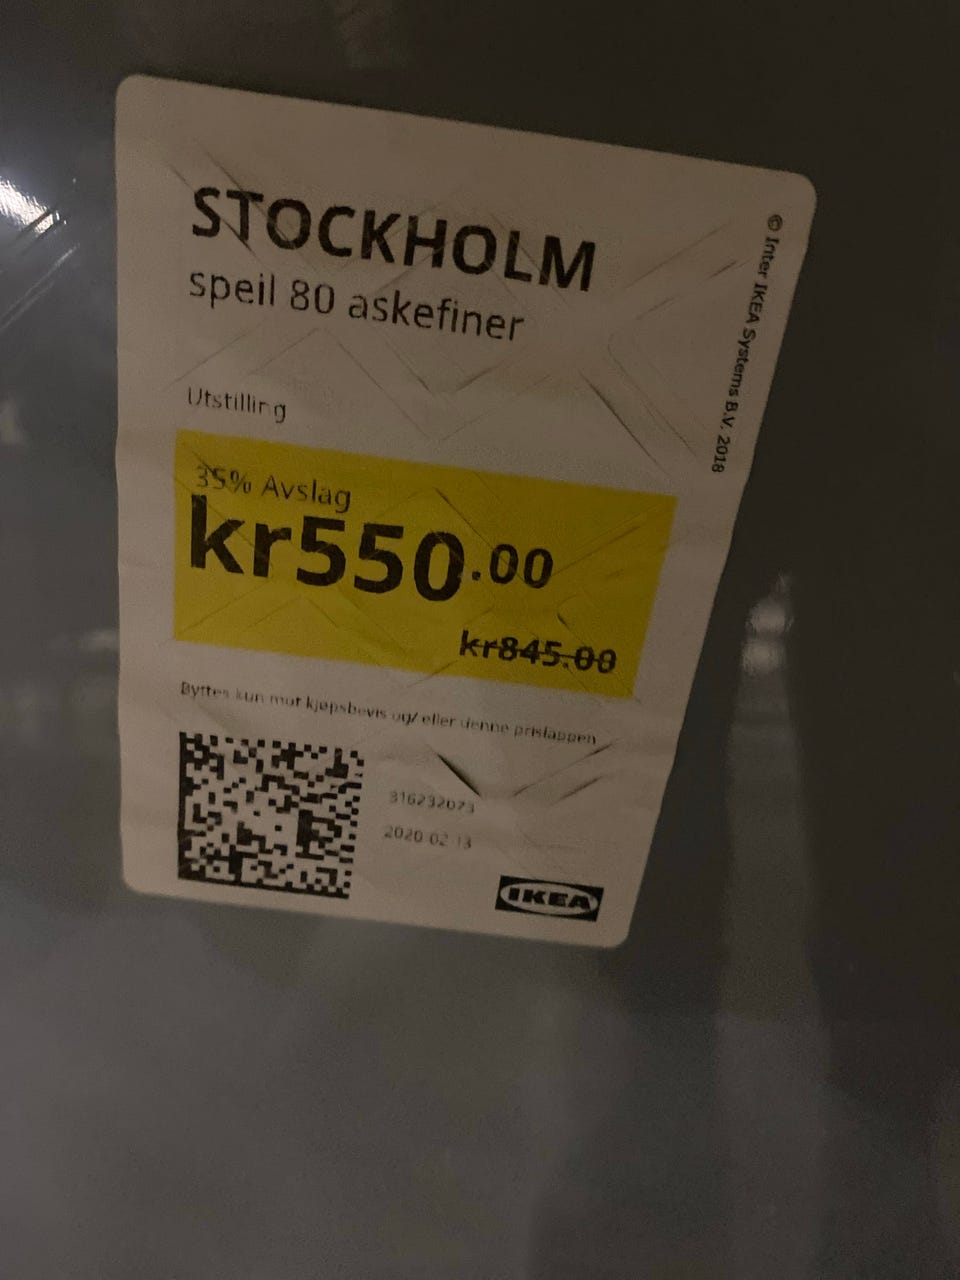 STOCKHOLM
speil 80 askefiner
Utstilling
35% Avslag
kr550.00
kr845.00
Byttes kun mot kjøpsbevis og/ eller denne prislappen
316232073
2020-02-13
IKEA
© Inter IKEA Systems B.V. 2018